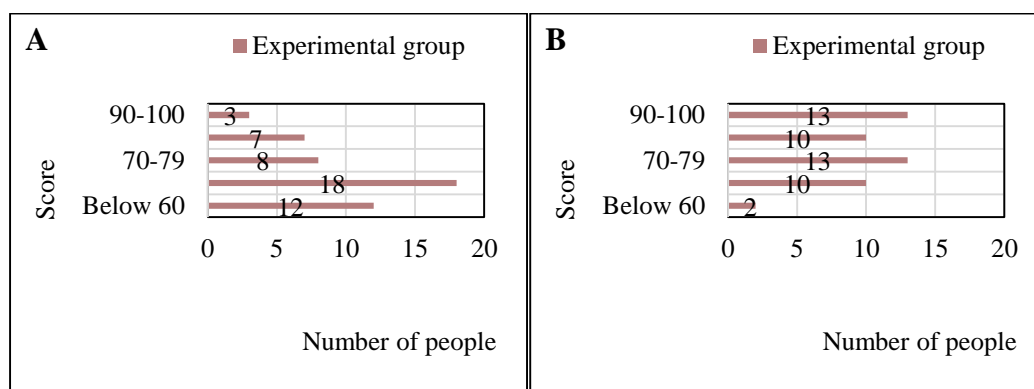 A
Experimental group
Score
90-100
3
7
70-79
8
18
Below 60
12
0 5 10 15 20
Number of people
B
Experimental group
Score
90-100
13
10
70-79
13
10
Below 60
2
0 5 10 15 20
Number of people